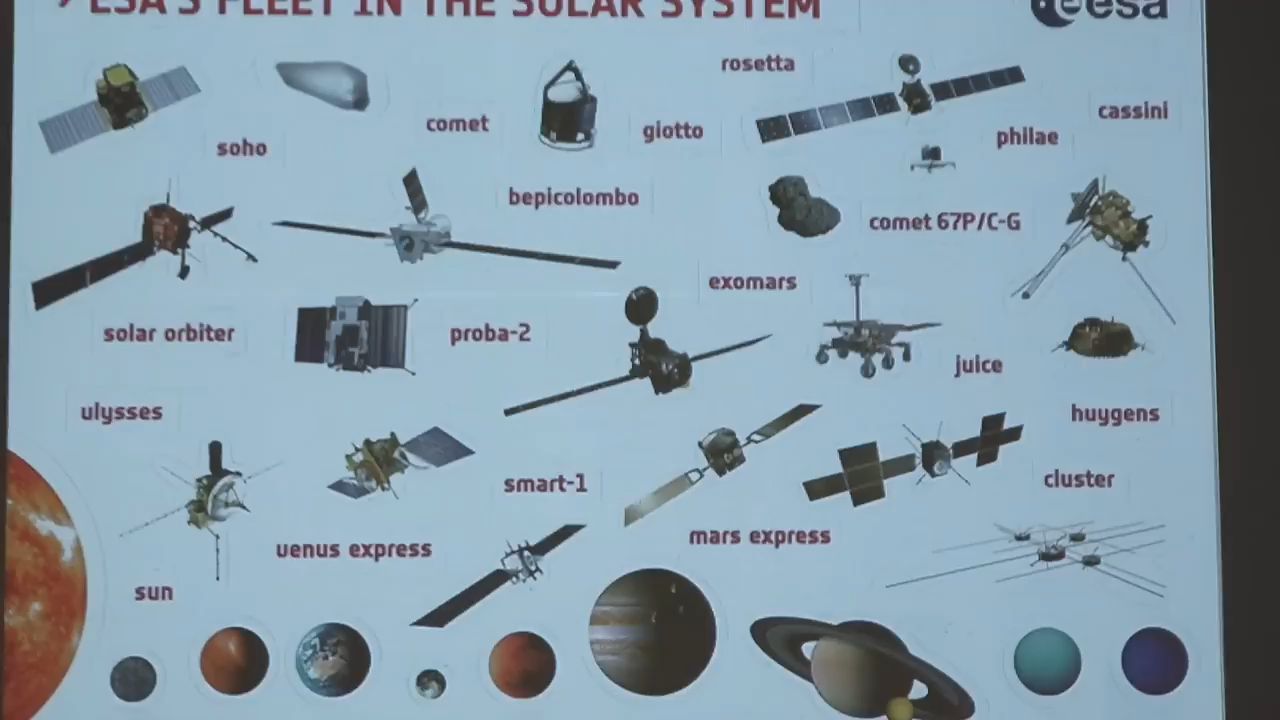 ESA'S FLEET IN THE SOLAR SYSTEM
esa
rosetta
comet
giotto
cassini
philae
soho
bepicolombo
comet 67P/C-G
exomars
solar orbiter
proba-2
juice
ulysses
huygens
smart-1
cluster
mars express
venus express
sun